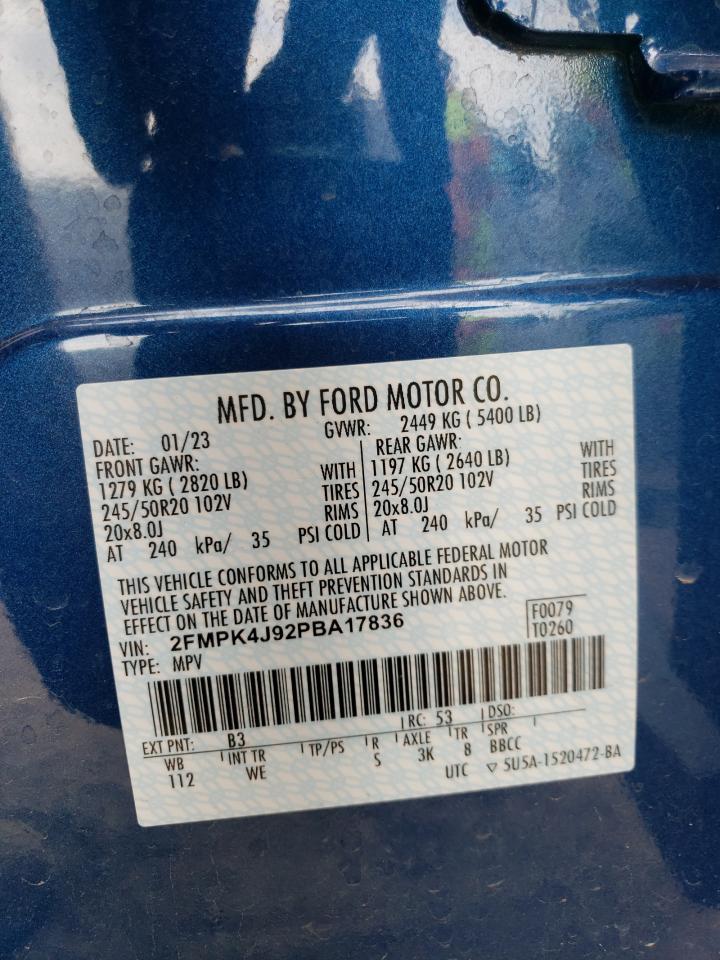 MFD. BY FORD MOTOR CO.
DATE: 01/23 GVWR: 2449 KG ( 5400 LB)
FRONT GAWR: REAR GAWR:
1279 KG ( 2820 LB) WITH 1197 KG ( 2640 LB) WITH
245/50R20 102V TIRES 245/50R20 102V TIRES
20x8.0J RIMS 20x8.0J RIMS
AT 240 kPa/ 35 PSI COLD AT 240 kPa/ 35 PSI COLD
THIS VEHICLE CONFORMS TO ALL APPLICABLE FEDERAL MOTOR
VEHICLE SAFETY AND THEFT PREVENTION STANDARDS IN
EFFECT ON THE DATE OF MANUFACTURE SHOWN ABOVE.
VIN: 2FMPK4J92PBA17836 F0079
TYPE: MPV T0260
EXT PNT: B3 RC: 53 DSO:
WB INT TR TP/PS R AXLE TR SPR
112 WE S 3K 8 BBCC
UTC ▽ 5U5A-1520472-BA